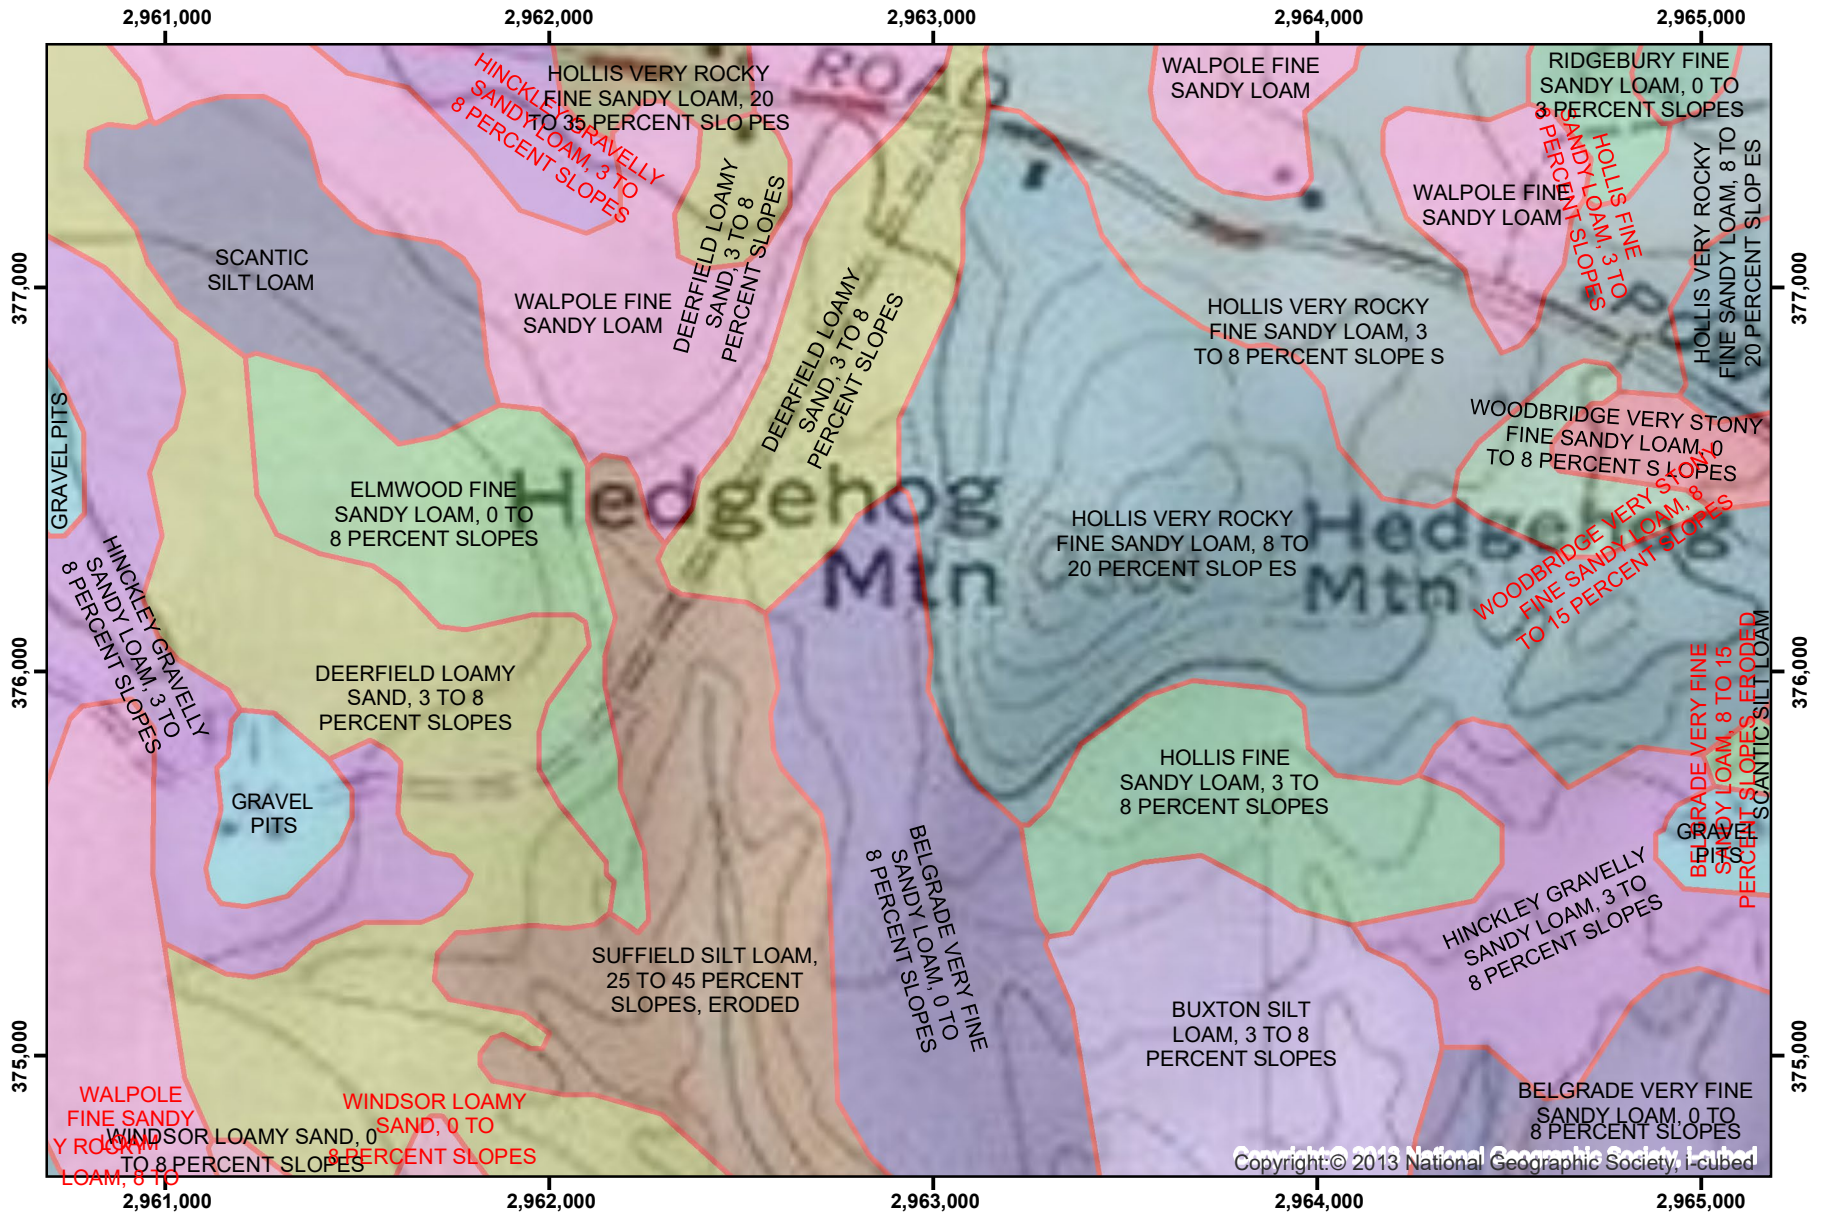 2,961,000
2,962,000
2,963,000
2,964,000
2,965,000
ROAD
HINCKLEY GRAVELLY
SANDY LOAM, 3 TO
8 PERCENT SLOPES
HOLLIS VERY ROCKY
FINE SANDY LOAM, 20
TO 35 PERCENT SLO PES
WALPOLE FINE
SANDY LOAM
RIDGEBURY FINE
SANDY LOAM, 0 TO
3 PERCENT SLOPES
HOLLIS FINE
SANDY LOAM, 3 TO
8 PERCENT SLOPES
HOLLIS VERY ROCKY
FINE SANDY LOAM, 8 TO
20 PERCENT SLOP ES
WALPOLE FINE
SANDY LOAM
377,000
SCANTIC
SILT LOAM
WALPOLE FINE
SANDY LOAM
DEERFIELD LOAMY
SAND, 3 TO 8
PERCENT SLOPES
DEERFIELD LOAMY
SAND, 3 TO 8
PERCENT SLOPES
HOLLIS VERY ROCKY
FINE SANDY LOAM, 3
TO 8 PERCENT SLOPE S
377,000
GRAVEL PITS
ELMWOOD FINE
SANDY LOAM, 0 TO
8 PERCENT SLOPES
Hedgehog
Mtn
HOLLIS VERY ROCKY
FINE SANDY LOAM, 8 TO
20 PERCENT SLOP ES
Hedgehog
Mtn
WOODBRIDGE VERY STONY
FINE SANDY LOAM, 0
TO 8 PERCENT S LOPES
WOODBRIDGE VERY STONY
FINE SANDY LOAM, 8
TO 15 PERCENT SLOPES
HINCKLEY GRAVELLY
SANDY LOAM, 3 TO
8 PERCENT SLOPES
376,000
DEERFIELD LOAMY
SAND, 3 TO 8
PERCENT SLOPES
376,000
BELGRADE VERY FINE
SANDY LOAM, 8 TO 15
PERCENT SLOPES, ERODED
SCANTIC SILT LOAM
GRAVEL
PITS
HOLLIS FINE
SANDY LOAM, 3 TO
8 PERCENT SLOPES
GRAVEL
PITS
BELGRADE VERY FINE
SANDY LOAM, 0 TO
8 PERCENT SLOPES
HINCKLEY GRAVELLY
SANDY LOAM, 3 TO
8 PERCENT SLOPES
SUFFIELD SILT LOAM,
25 TO 45 PERCENT
SLOPES, ERODED
BUXTON SILT
LOAM, 3 TO 8
PERCENT SLOPES
375,000
375,000
WALPOLE
FINE SANDY
LOAM
Y ROCKY
LOAM, 8 TO
WINDSOR LOAMY SAND, 0
TO 8 PERCENT SLOPES
WINDSOR LOAMY
SAND, 0 TO
8 PERCENT SLOPES
BELGRADE VERY FINE
SANDY LOAM, 0 TO
8 PERCENT SLOPES
Copyright:© 2013 National Geographic Society, i-cubed
2,961,000
2,962,000
2,963,000
2,964,000
2,965,000